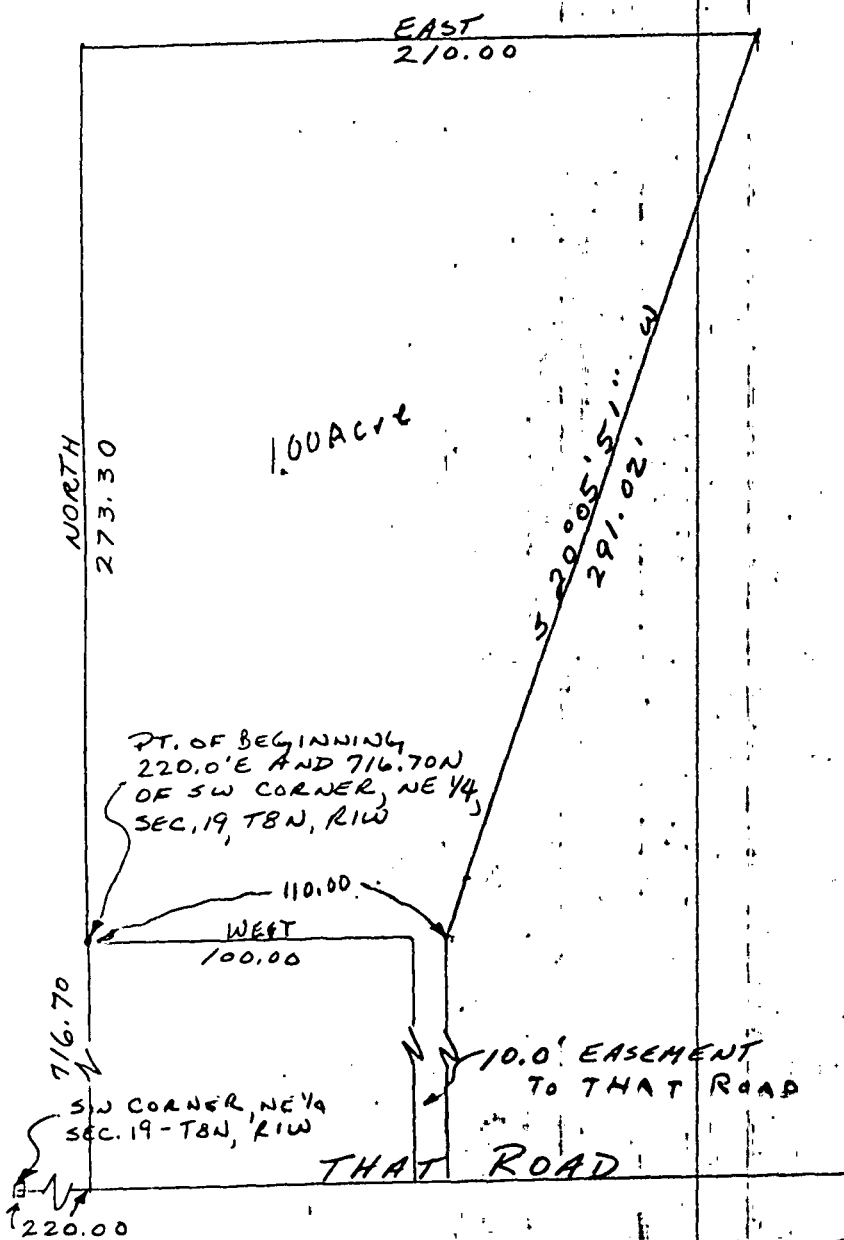 EAST
210.00
NORTH
273.30
1.00 Acre
S 20°05'51" W
291.02'
PT. OF BEGINNING
220.0'E AND 716.70N
OF SW CORNER, NE 1/4,
SEC. 19, T8N, R1W
110.00
WEST
100.00
716.70
10.0' EASEMENT
TO THAT ROAD
SW CORNER, NE 1/4
SEC. 19-T8N, R1W
THAT ROAD
220.00